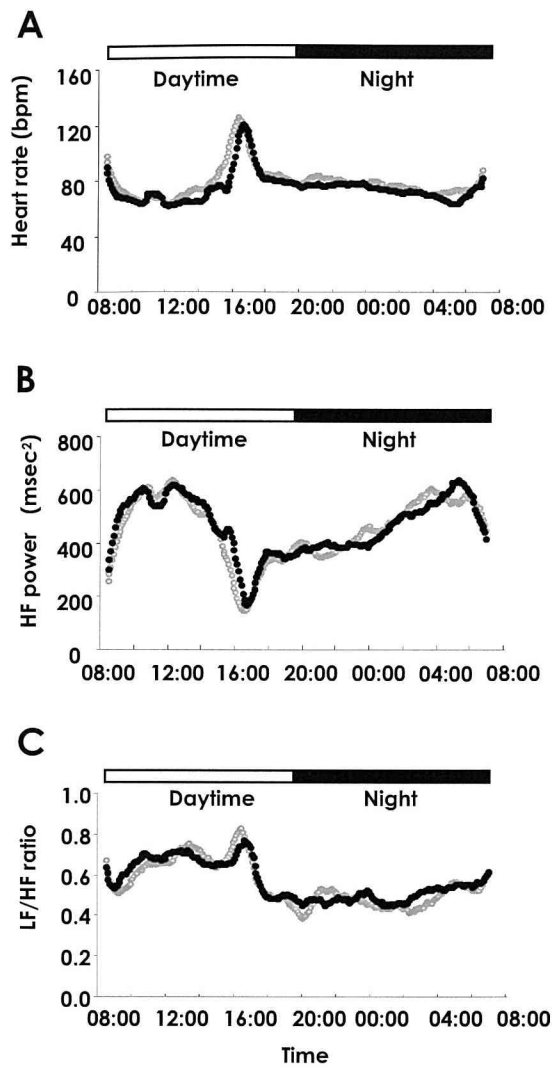 A
Daytime Night
160
120
80
40
0
Heart rate (bpm)
08:00 12:00 16:00 20:00 00:00 04:00 08:00
B
Daytime Night
800
600
400
200
0
HF power (msec²)
08:00 12:00 16:00 20:00 00:00 04:00 08:00
C
Daytime Night
1.0
0.8
0.6
0.4
0.2
0.0
LF/HF ratio
08:00 12:00 16:00 20:00 00:00 04:00 08:00
Time